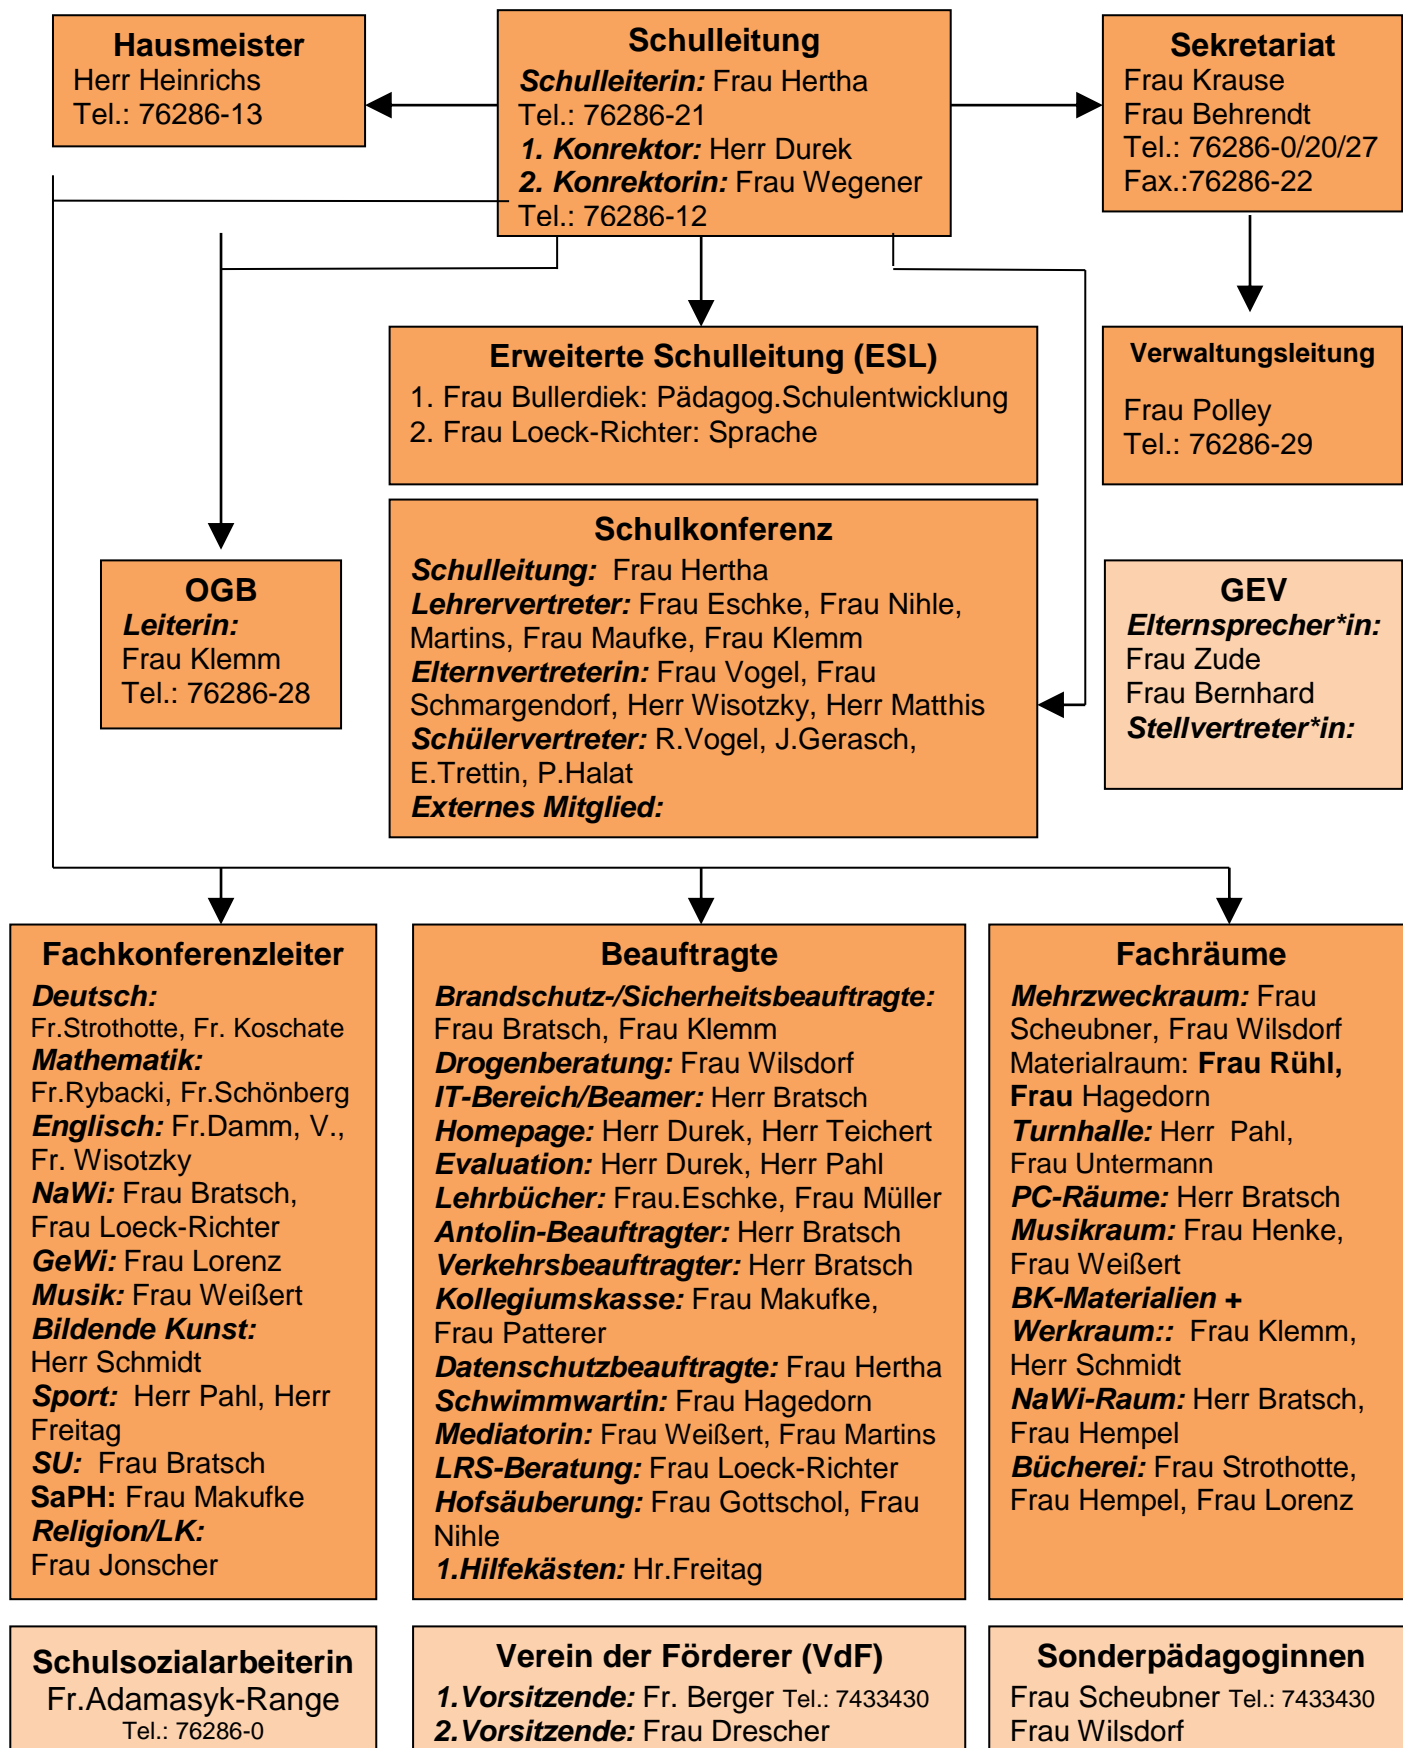 Hausmeister
Herr Heinrichs
Tel.: 76286-13
Schulleitung
Schulleiterin: Frau Hertha
Tel.: 76286-21
1. Konrektor: Herr Durek
2. Konrektorin: Frau Wegener
Tel.: 76286-12
Sekretariat
Frau Krause
Frau Behrendt
Tel.: 76286-0/20/27
Fax.:76286-22
Erweiterte Schulleitung (ESL)
1. Frau Bullerdiek: Pädagog.Schulentwicklung
2. Frau Loeck-Richter: Sprache
Verwaltungsleitung
Frau Polley
Tel.: 76286-29
OGB
Leiterin:
Frau Klemm
Tel.: 76286-28
Schulkonferenz
Schulleitung: Frau Hertha
Lehrervertreter: Frau Eschke, Frau Nihle,
Martins, Frau Maufke, Frau Klemm
Elternvertreterin: Frau Vogel, Frau
Schmargendorf, Herr Wisotzky, Herr Matthis
Schülervertreter: R.Vogel, J.Gerasch,
E.Trettin, P.Halat
Externes Mitglied:
GEV
Elternsprecher*in:
Frau Zude
Frau Bernhard
Stellvertreter*in:
Fachkonferenzleiter
Deutsch:
Fr.Strothotte, Fr. Koschate
Mathematik:
Fr.Rybacki, Fr.Schönberg
Englisch: Fr.Damm, V.,
Fr. Wisotzky
NaWi: Frau Bratsch,
Frau Loeck-Richter
GeWi: Frau Lorenz
Musik: Frau Weißert
Bildende Kunst:
Herr Schmidt
Sport: Herr Pahl, Herr
Freitag
SU: Frau Bratsch
SaPH: Frau Makufke
Religion/LK:
Frau Jonscher
Beauftragte
Brandschutz-/Sicherheitsbeauftragte:
Frau Bratsch, Frau Klemm
Drogenberatung: Frau Wilsdorf
IT-Bereich/Beamer: Herr Bratsch
Homepage: Herr Durek, Herr Teichert
Evaluation: Herr Durek, Herr Pahl
Lehrbücher: Frau.Eschke, Frau Müller
Antolin-Beauftragter: Herr Bratsch
Verkehrsbeauftragter: Herr Bratsch
Kollegiumskasse: Frau Makufke,
Frau Patterer
Datenschutzbeauftragte: Frau Hertha
Schwimmwartin: Frau Hagedorn
Mediatorin: Frau Weißert, Frau Martins
LRS-Beratung: Frau Loeck-Richter
Hofsäuberung: Frau Gottschol, Frau
Nihle
1.Hilfekästen: Hr.Freitag
Fachräume
Mehrzweckraum: Frau
Scheubner, Frau Wilsdorf
Materialraum: Frau Rühl,
Frau Hagedorn
Turnhalle: Herr Pahl,
Frau Untermann
PC-Räume: Herr Bratsch
Musikraum: Frau Henke,
Frau Weißert
BK-Materialien +
Werkraum:: Frau Klemm,
Herr Schmidt
NaWi-Raum: Herr Bratsch,
Frau Hempel
Bücherei: Frau Strothotte,
Frau Hempel, Frau Lorenz
Schulsozialarbeiterin
Fr.Adamasyk-Range
Tel.: 76286-0
Verein der Förderer (VdF)
1.Vorsitzende: Fr. Berger Tel.: 7433430
2.Vorsitzende: Frau Drescher
Sonderpädagoginnen
Frau Scheubner Tel.: 7433430
Frau Wilsdorf